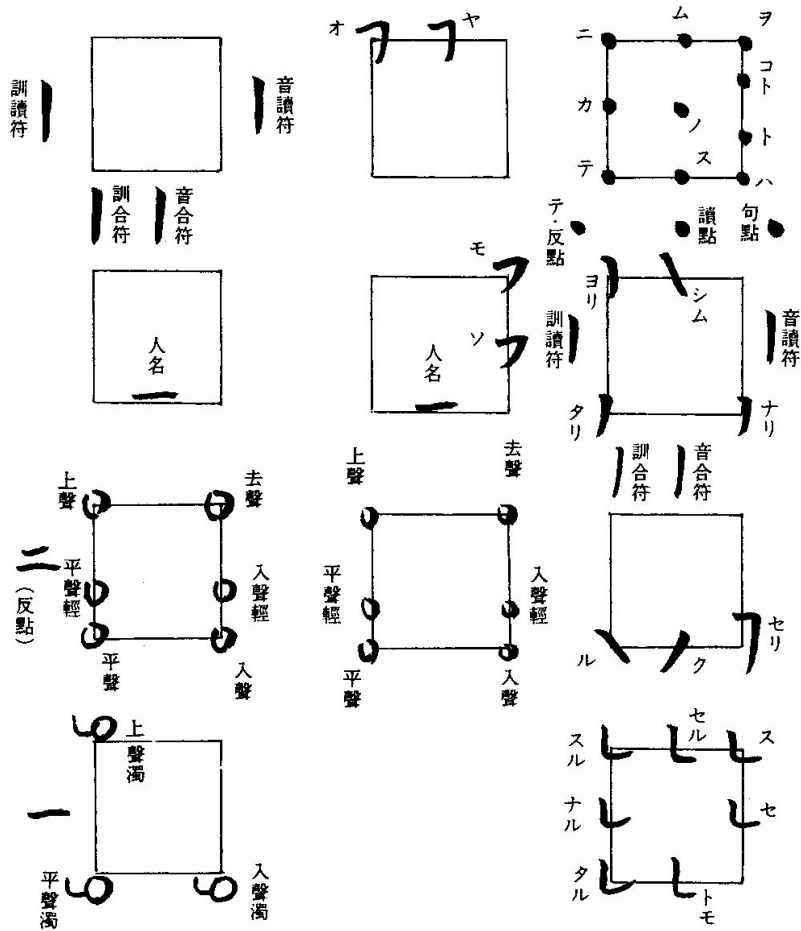 ヲ
コト
ト
ハ
ム
ノ
ス
ニ
カ
テ
句點
讀點
テ・反點
シム
ヨリ
音讀符
訓讀符
ナリ
タリ
音合符
訓合符
セリ
ク
ル
ス
セル
スル
セ
ナル
トモ
タル
ヤ
オ
モ
ソ
人名
去聲
上聲
入聲輕
平聲輕
入聲
平聲
音讀符
訓讀符
音合符
訓合符
人名
去聲
上聲
入聲輕
平聲輕
二(反點)
入聲
平聲
上聲濁
一
入聲濁
平聲濁